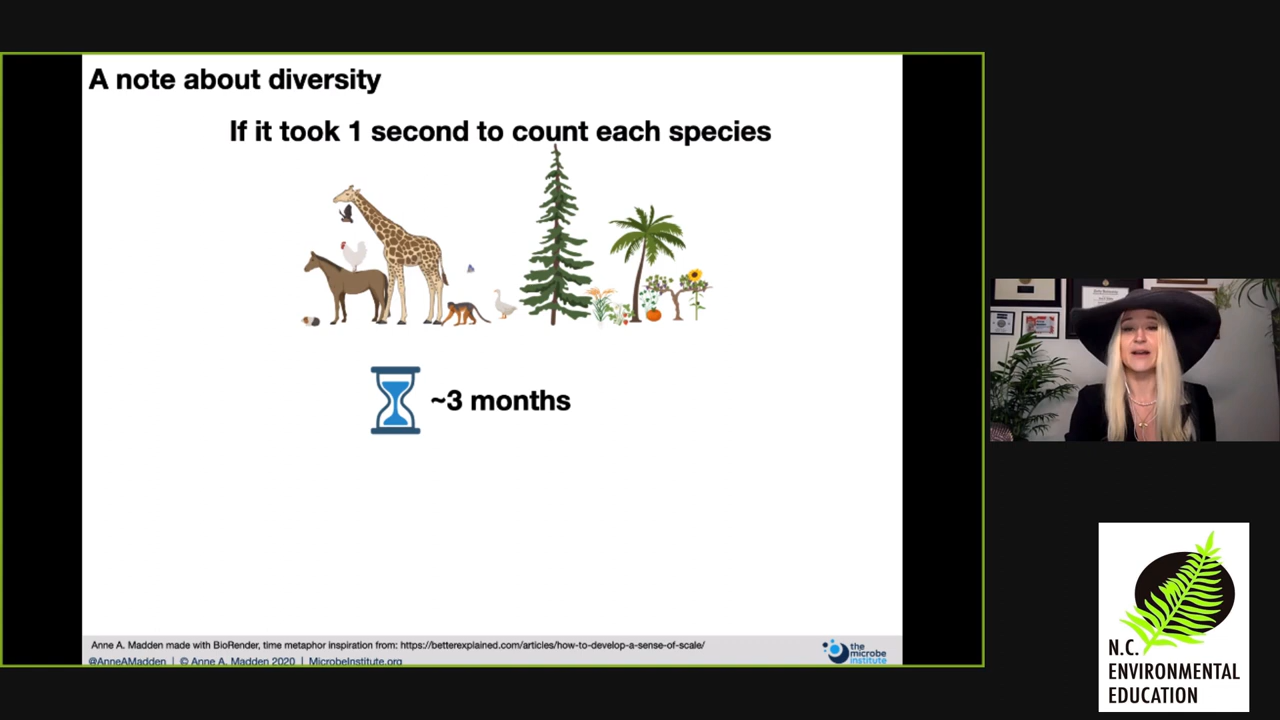 A note about diversity
If it took 1 second to count each species
~3 months
Anne A. Madden made with BioRender, time metaphor inspiration from: https://betterexplained.com/articles/how-to-develop-a-sense-of-scale/
@AnneAMadden | © Anne A. Madden 2020 | MicrobeInstitute.org
the
microbe
institute
N.C.
ENVIRONMENTAL
EDUCATION